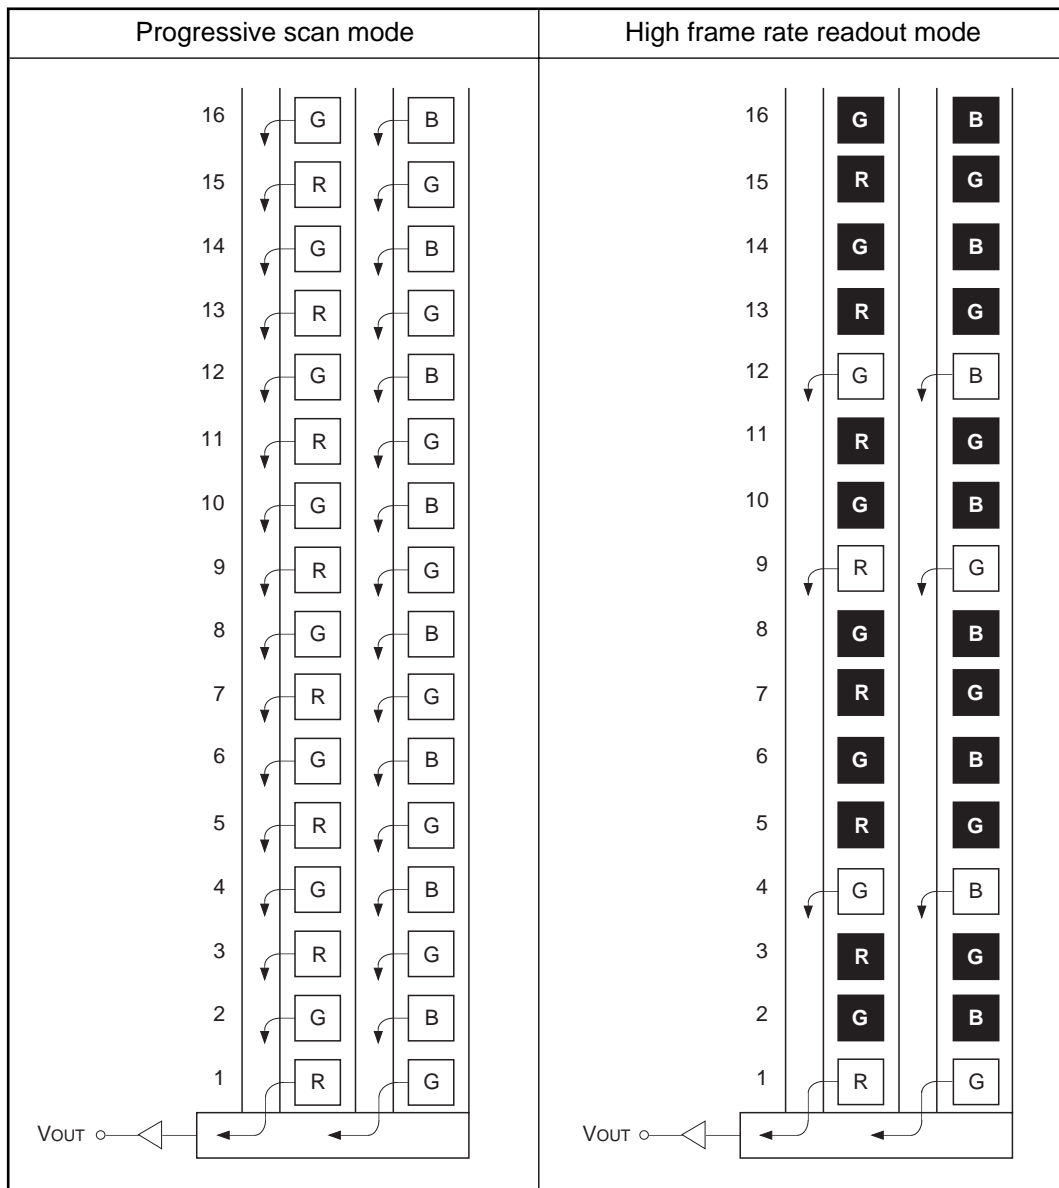 Progressive scan mode High frame rate readout mode
16 G B 16 G B
15 R G 15 R G
14 G B 14 G B
13 R G 13 R G
12 G B 12 G B
11 R G 11 R G
10 G B 10 G B
9 R G 9 R G
8 G B 8 G B
7 R G 7 R G
6 G B 6 G B
5 R G 5 R G
4 G B 4 G B
3 R G 3 R G
2 G B 2 G B
1 R G 1 R G
VOUT VOUT